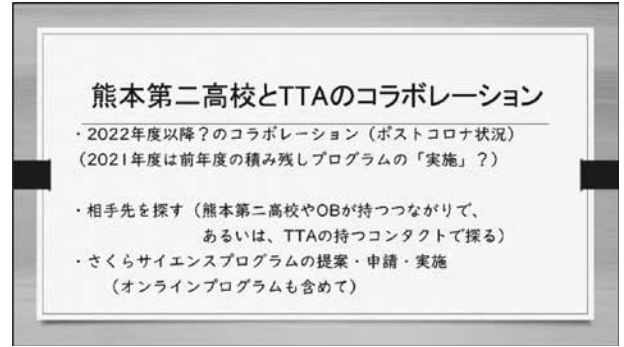 熊本第二高校とTTAのコラボレーション
・2022年度以降？のコラボレーション（ポストコロナ状況）
（2021年度は前年度の積み残しプログラムの「実施」？）
・相手先を探す（熊本第二高校やOBが持つつながりで、
あるいは、TTAの持つコンタクトで探る）
・さくらサイエンスプログラムの提案・申請・実施
（オンラインプログラムも含めて）